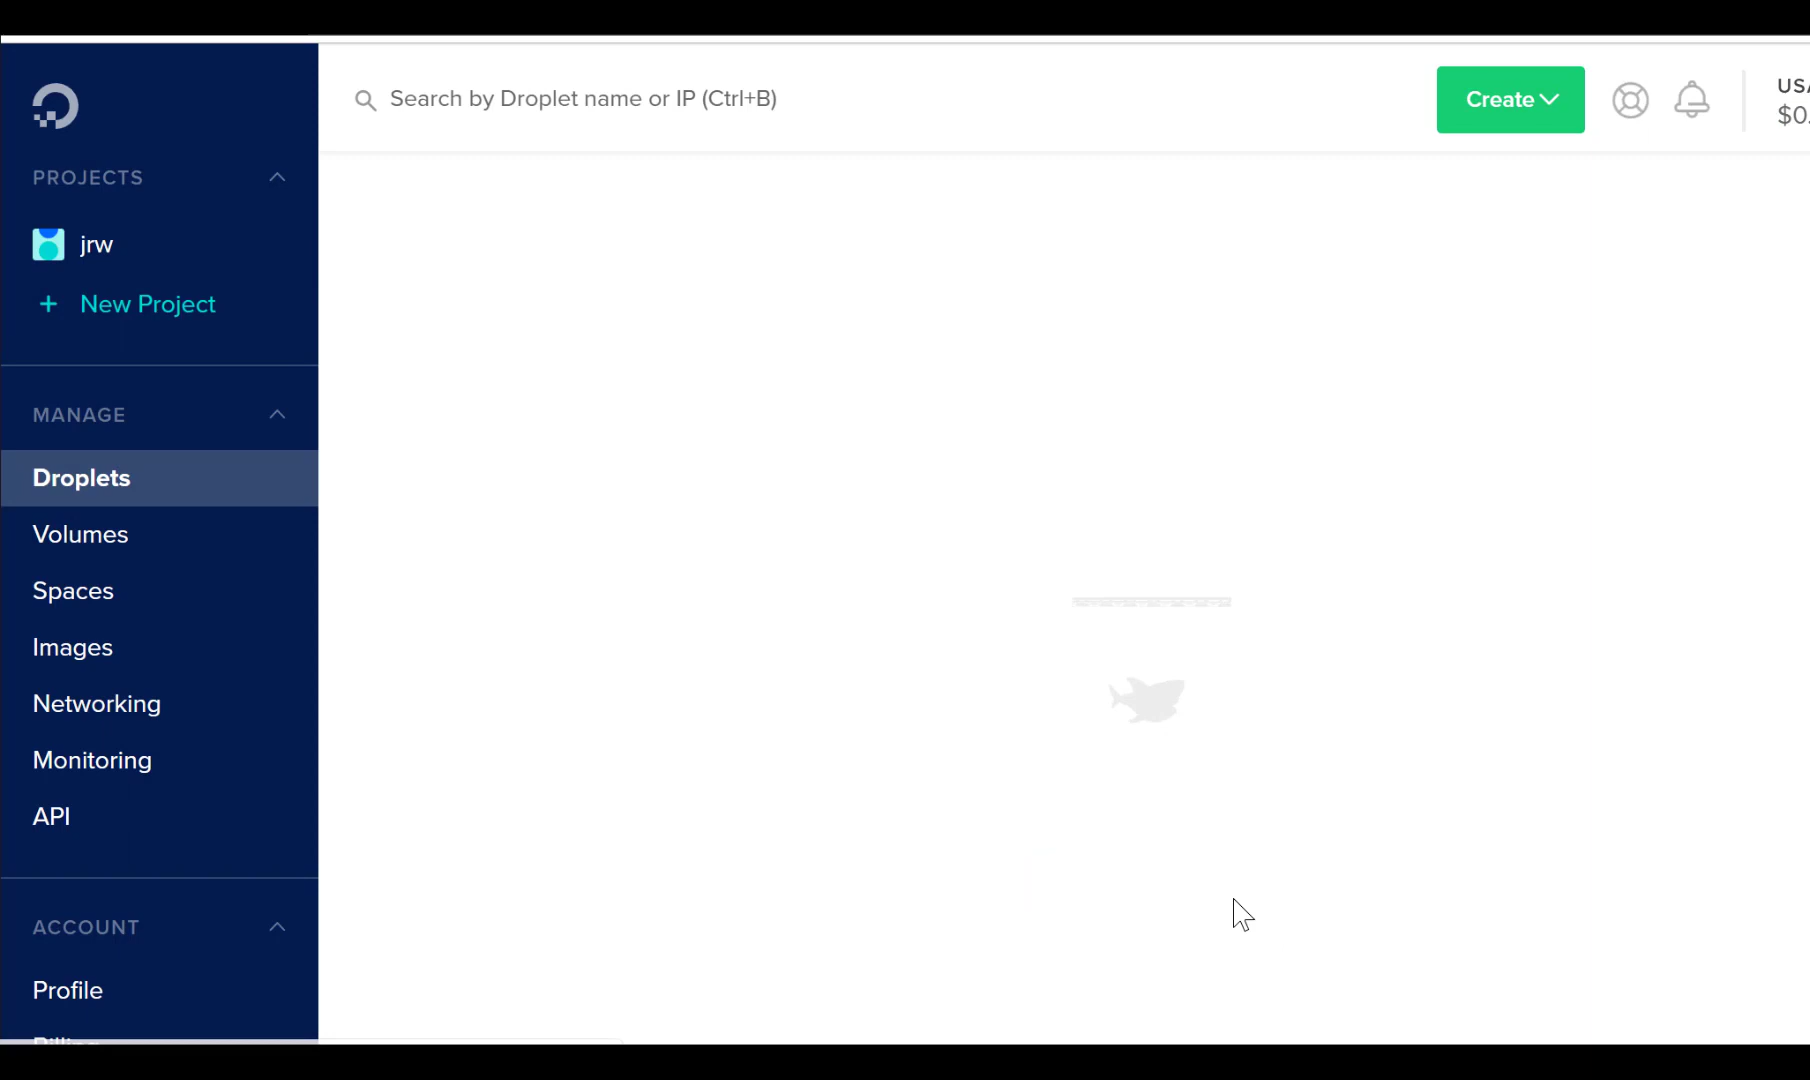 Search by Droplet name or IP (Ctrl+B)
Create
PROJECTS
jrw
+ New Project
MANAGE
Droplets
Volumes
Spaces
Images
Networking
Monitoring
API
ACCOUNT
Profile
$0.